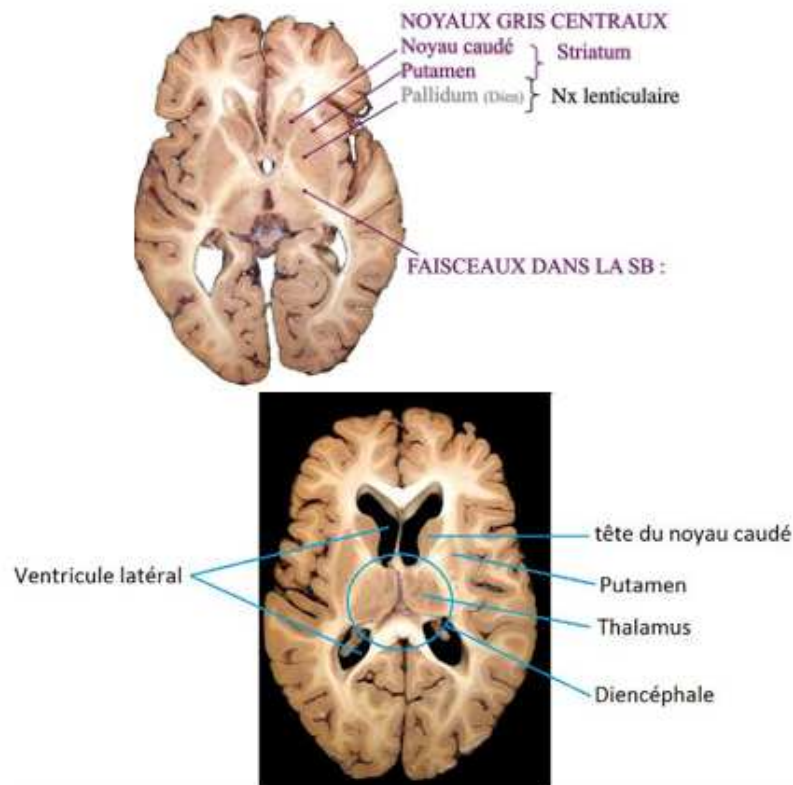 NOYAUX GRIS CENTRAUX
Noyau caudé
Putamen
Striatum
Pallidum (Dien)
Nx lenticulaire
FAISCEAUX DANS LA SB :
Ventricule latéral
tête du noyau caudé
Putamen
Thalamus
Diencéphale